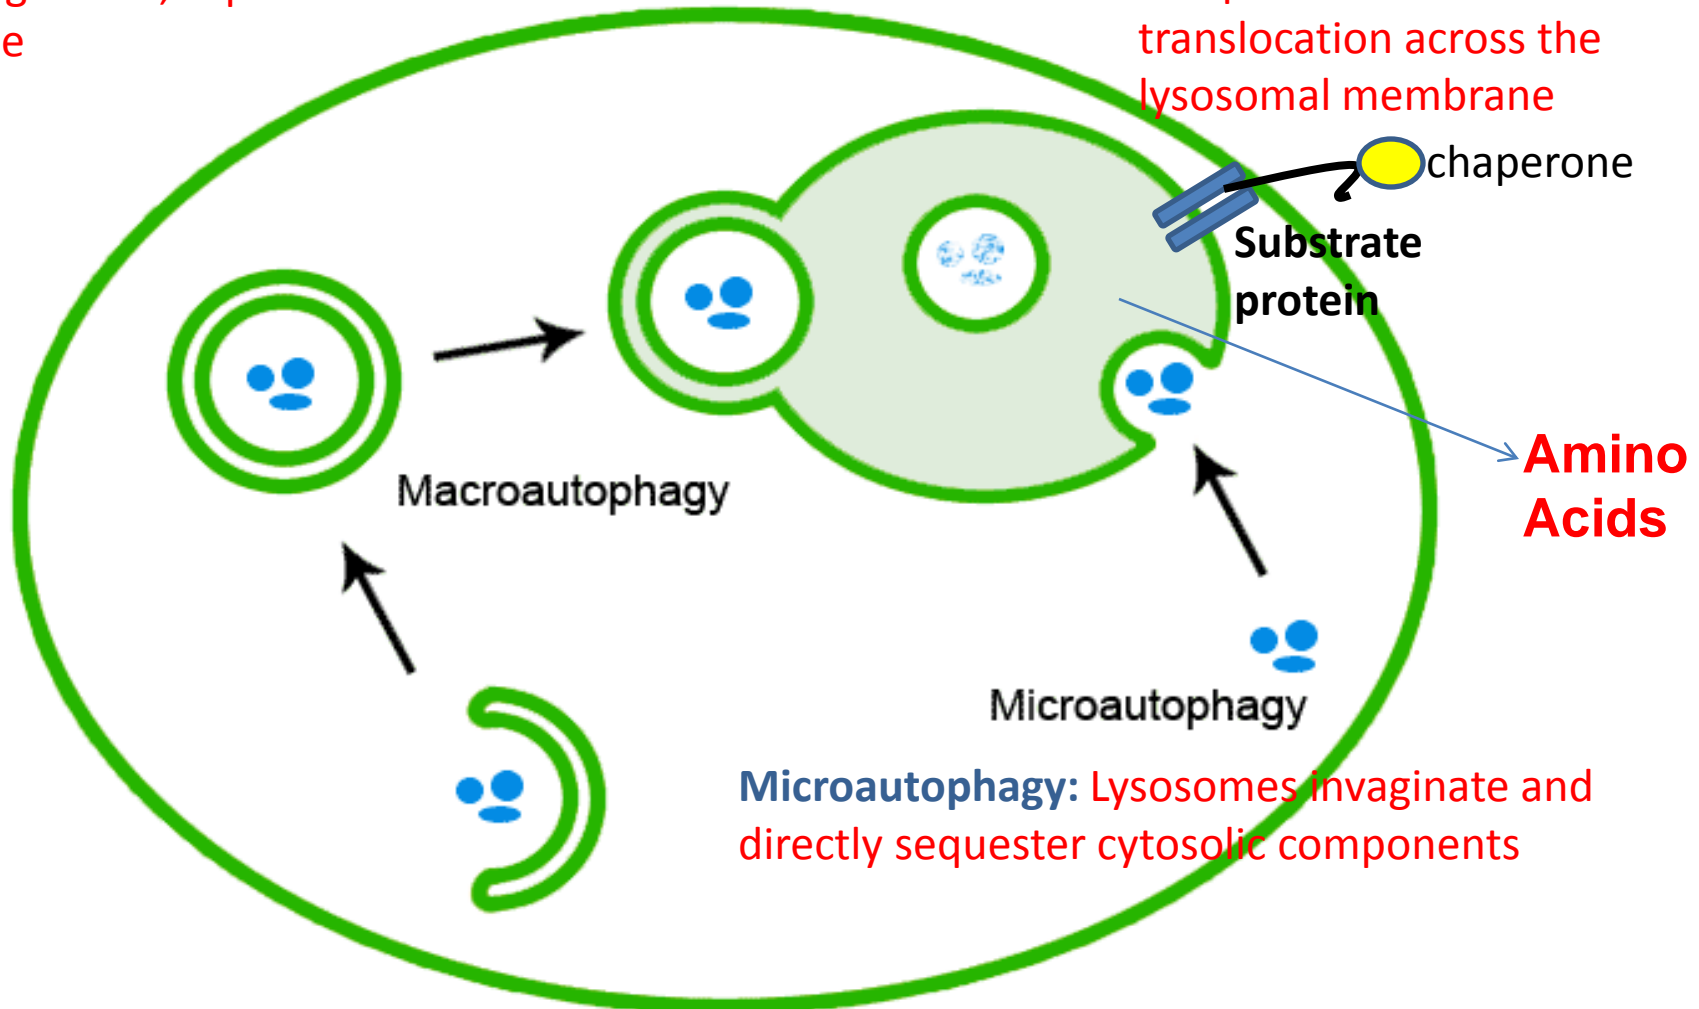 e
translocation across the
lysosomal membrane
chaperone
Substrate
protein
Macroautophagy
Amino
Acids
Microautophagy
Microautophagy: Lysosomes invaginate and
directly sequester cytosolic components